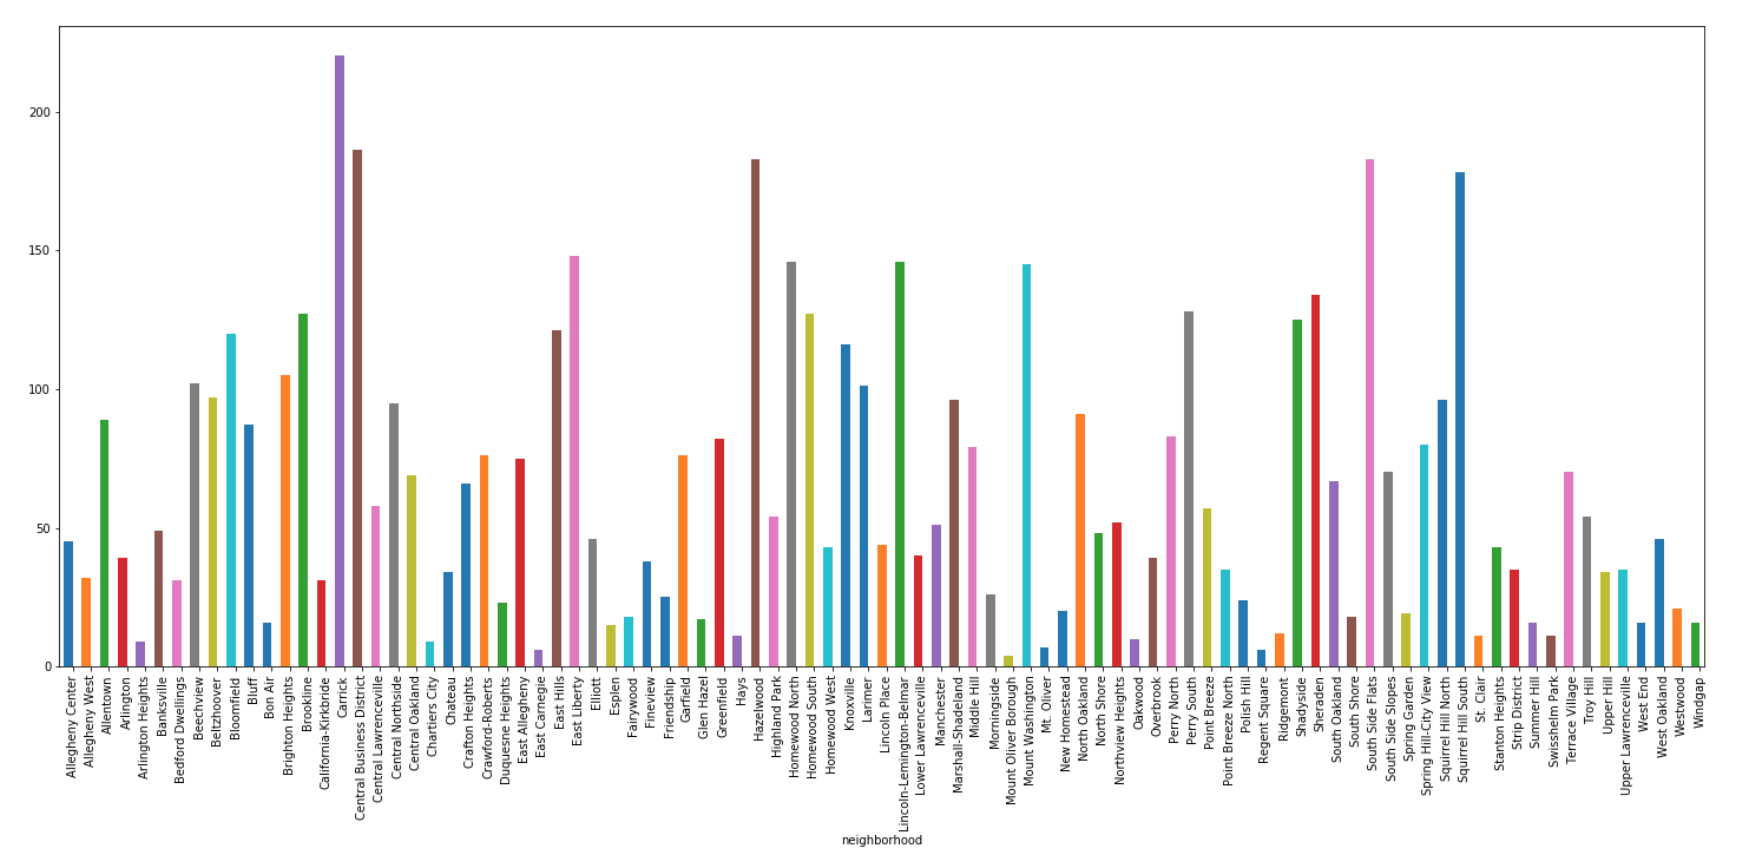 200
150
100
50
0
Allegheny Center
Allegheny West
Allentown
Arlington
Arlington Heights
Banksville
Bedford Dwellings
Beechview
Beltzhoover
Bloomfield
Bluff
Bon Air
Brighton Heights
Brookline
California-Kirkbride
Carrick
Central Business District
Central Lawrenceville
Central Northside
Central Oakland
Chartiers City
Chateau
Crafton Heights
Crawford-Roberts
Duquesne Heights
East Allegheny
East Carnegie
East Hills
East Liberty
Elliott
Esplen
Fairywood
Fineview
Friendship
Garfield
Glen Hazel
Greenfield
Hays
Hazelwood
Highland Park
Homewood North
Homewood South
Homewood West
Knoxville
Larimer
Lincoln Place
Lincoln-Lemington-Belmar
Lower Lawrenceville
Manchester
Marshall-Shadeland
Middle Hill
Morningside
Mount Oliver Borough
Mount Washington
Mt. Oliver
New Homestead
North Oakland
North Shore
Northview Heights
Oakwood
Overbrook
Perry North
Perry South
Point Breeze
Point Breeze North
Polish Hill
Regent Square
Ridgemont
Shadyside
Sheraden
South Oakland
South Shore
South Side Flats
South Side Slopes
Spring Garden
Spring Hill-City View
Squirrel Hill North
Squirrel Hill South
St. Clair
Stanton Heights
Strip District
Summer Hill
Swisshelm Park
Terrace Village
Troy Hill
Upper Hill
Upper Lawrenceville
West End
West Oakland
Westwood
Windgap
neighborhood